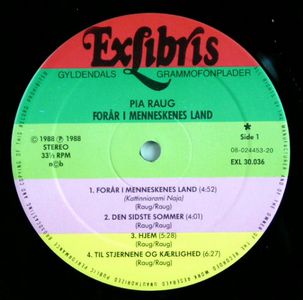 ExLibris
GYLDENDALS GRAMMOFONPLADER
PIA RAUG
FORÅR I MENNESKENES LAND
Ⓒ 1988 Ⓟ 1988
STEREO
33⅓ RPM
n©b
*
Side 1
08-024453-20
EXL 30.036
1. FORÅR I MENNESKENES LAND (4:52)
(Kattinniarami Naja)
(Raug/Raug)
2. DEN SIDSTE SOMMER (4:01)
(Raug/Raug)
3. HJEM (5:28)
(Raug/Raug)
4. TIL STJERNENE OG KÆRLIGHED (6:27)
(Raug/Raug)